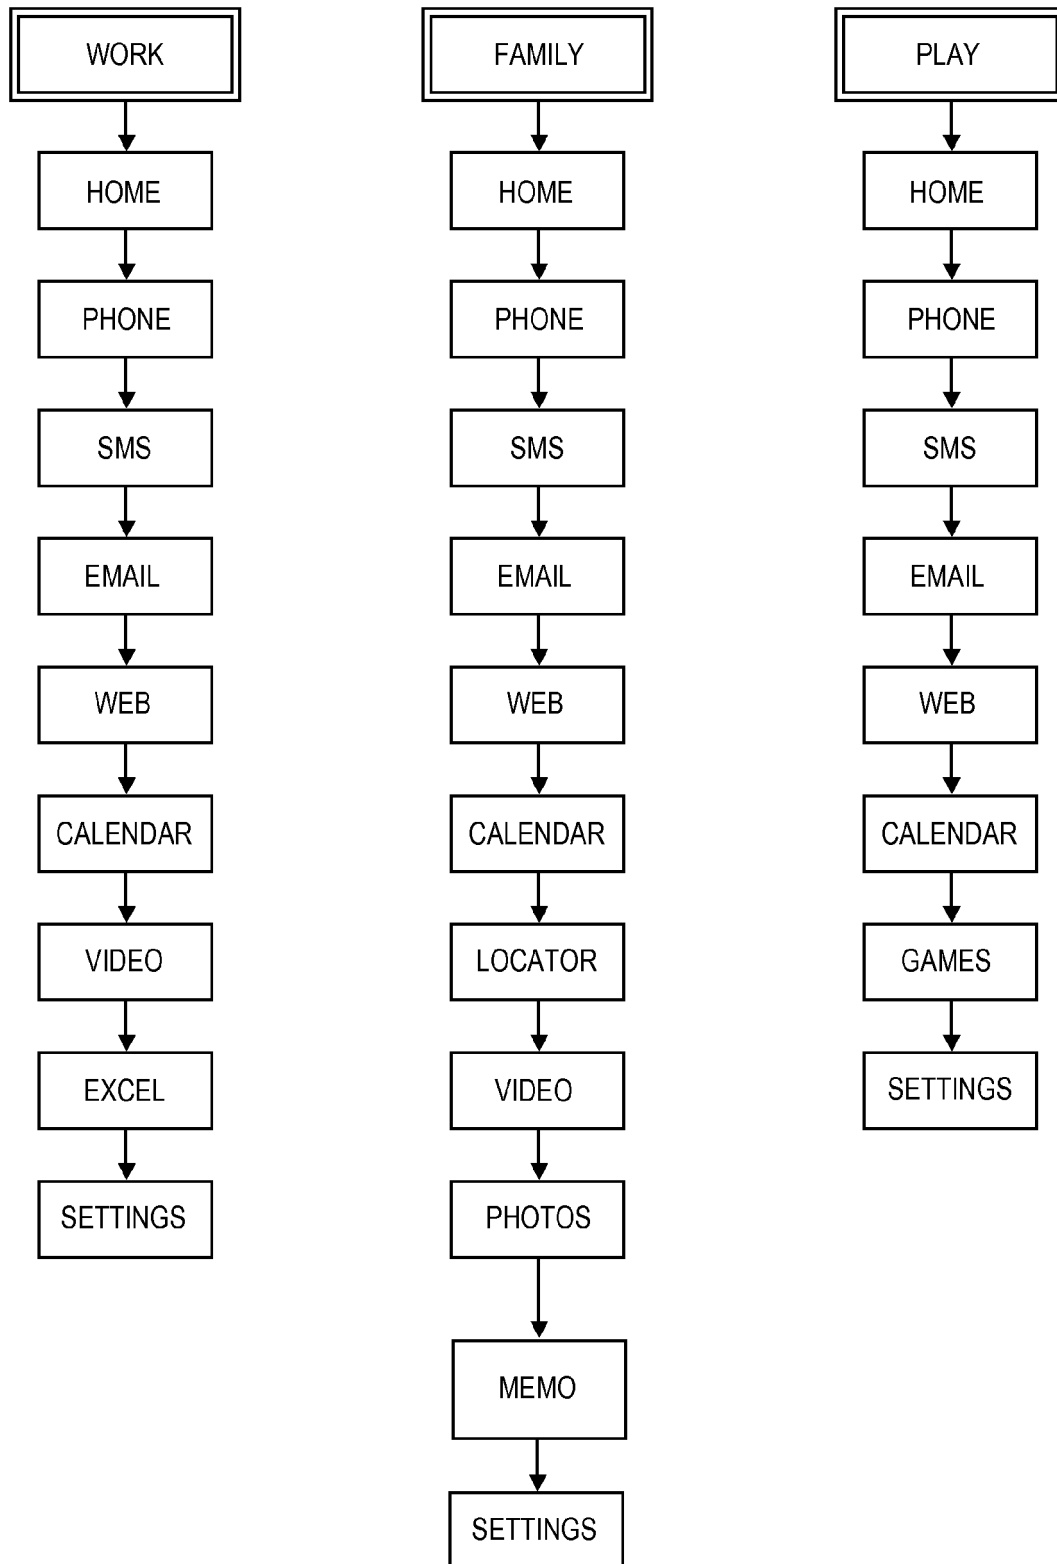 WORK
HOME
PHONE
SMS
EMAIL
WEB
CALENDAR
VIDEO
EXCEL
SETTINGS
FAMILY
HOME
PHONE
SMS
EMAIL
WEB
CALENDAR
LOCATOR
VIDEO
PHOTOS
MEMO
SETTINGS
PLAY
HOME
PHONE
SMS
EMAIL
WEB
CALENDAR
GAMES
SETTINGS